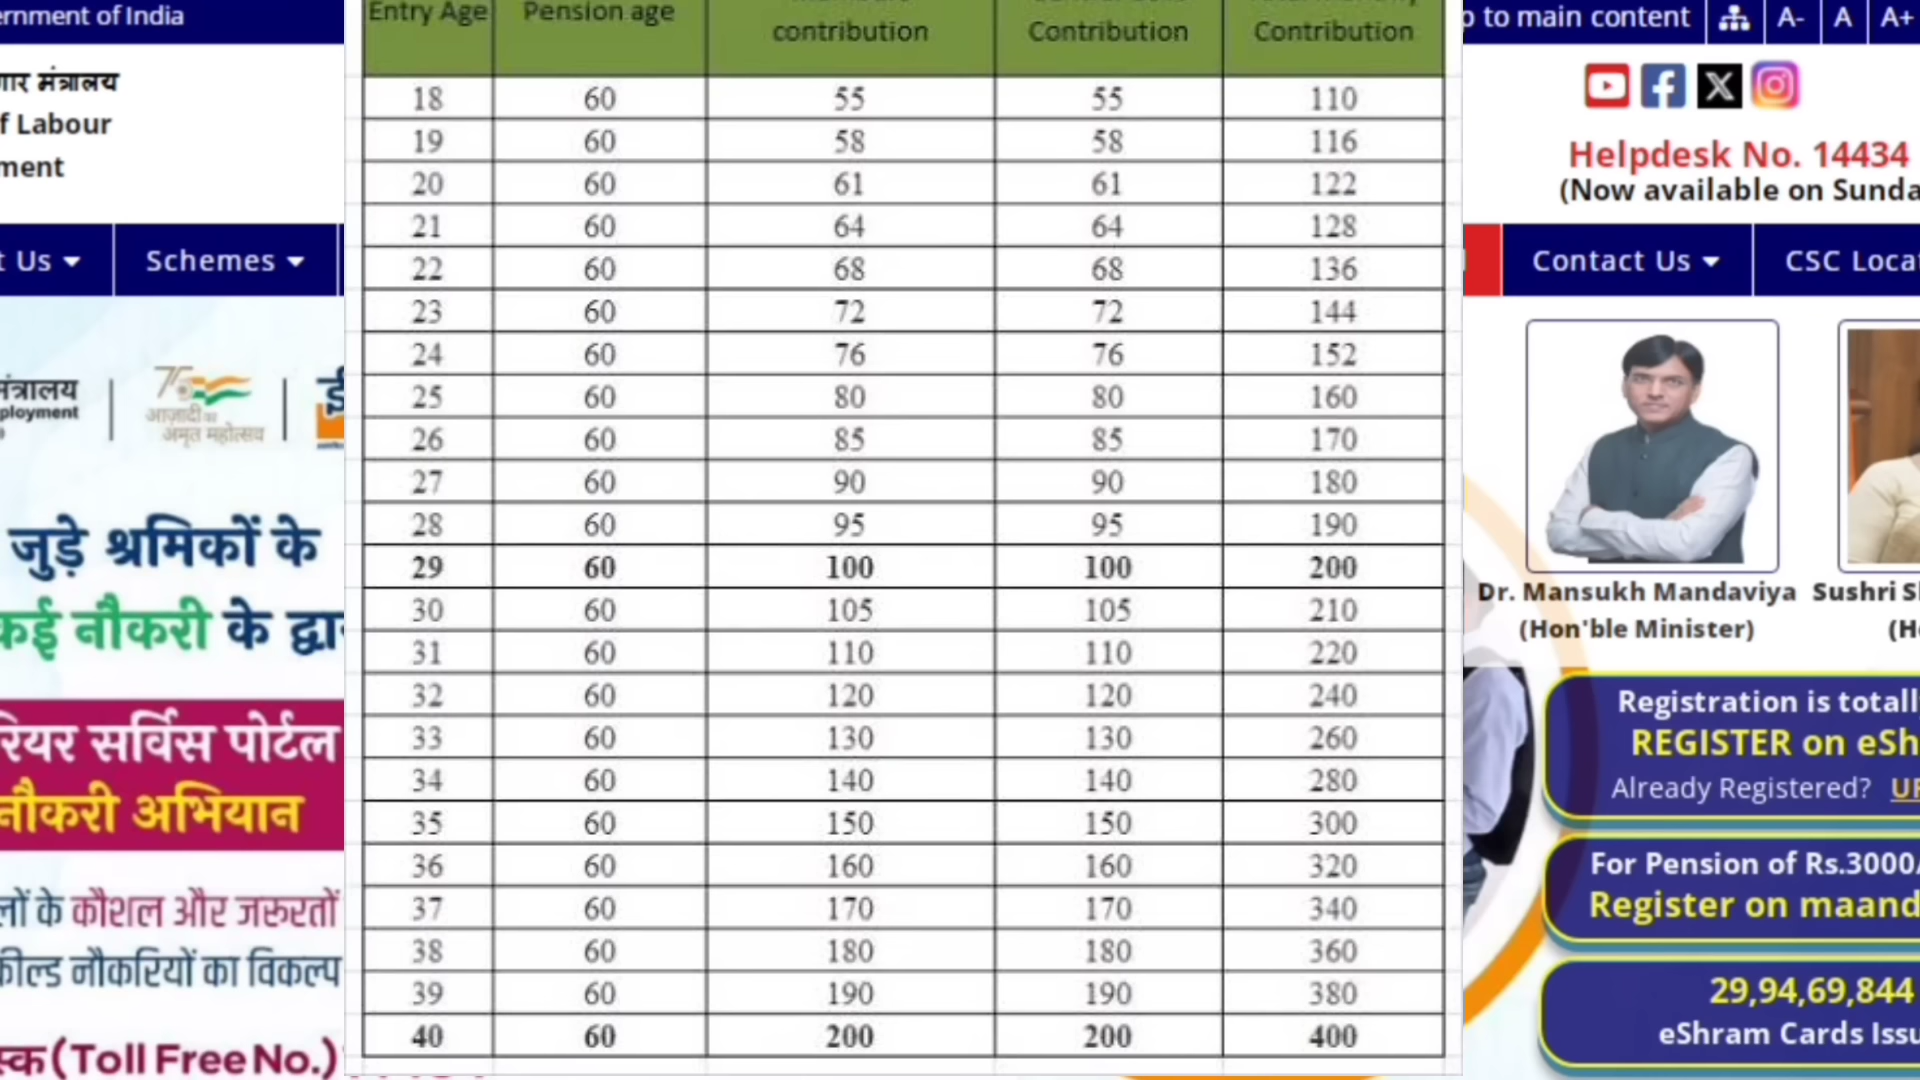 ernment of India
गार मंत्रालय
f Labour
ment
t Us
Schemes
मंत्रालय
ployment
आज़ादी का
अमृत महोत्सव
जुड़े श्रमिकों के
कई नौकरी के द्वा
रियर सर्विस पोर्टल
नौकरी अभियान
लों के कौशल और जरूरतों
फील्ड नौकरियों का विकल्प
स्क (Toll Free No.)
Entry Age Pension age contribution Contribution Contribution
18 60 55 55 110
19 60 58 58 116
20 60 61 61 122
21 60 64 64 128
22 60 68 68 136
23 60 72 72 144
24 60 76 76 152
25 60 80 80 160
26 60 85 85 170
27 60 90 90 180
28 60 95 95 190
29 60 100 100 200
30 60 105 105 210
31 60 110 110 220
32 60 120 120 240
33 60 130 130 260
34 60 140 140 280
35 60 150 150 300
36 60 160 160 320
37 60 170 170 340
38 60 180 180 360
39 60 190 190 380
40 60 200 200 400
p to main content A- A A+
Helpdesk No. 14434
(Now available on Sunda
Contact Us
CSC Locat
Dr. Mansukh Mandaviya
(Hon'ble Minister)
Sushri S
(H
Registration is totall
REGISTER on eSh
Already Registered? UP
For Pension of Rs.3000/
Register on maand
29,94,69,844
eShram Cards Issu